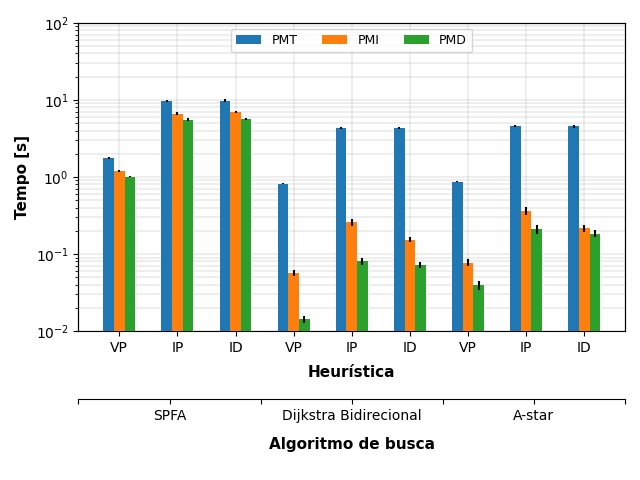 PMT PMI PMD
Tempo [s]
10²
10¹
10⁰
10⁻¹
10⁻²
VP IP ID VP IP ID VP IP ID
Heurística
SPFA Dijkstra Bidirecional A-star
Algoritmo de busca